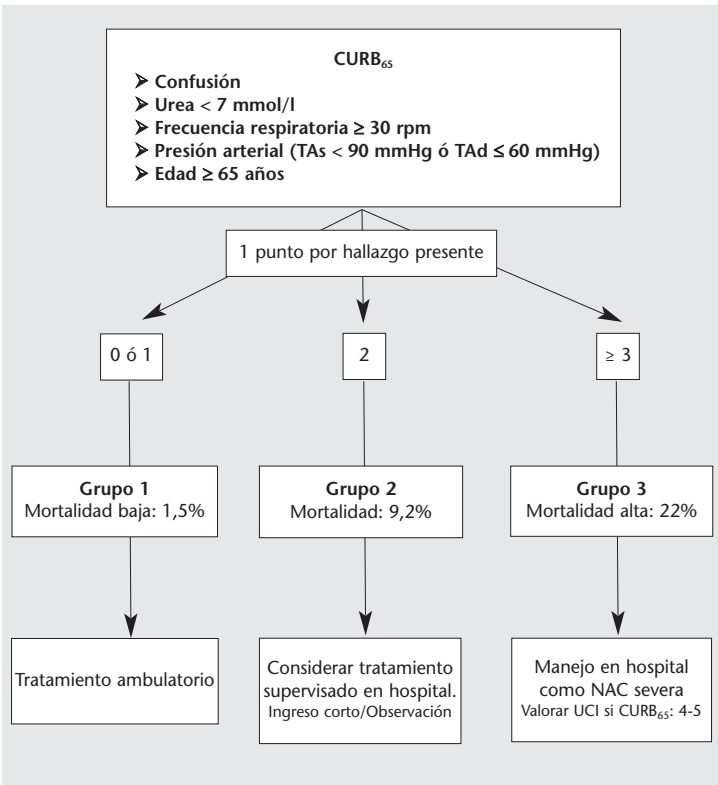 CURB₆₅
➤ Confusión
➤ Urea < 7 mmol/l
➤ Frecuencia respiratoria ≥ 30 rpm
➤ Presión arterial (TAs < 90 mmHg ó TAd ≤ 60 mmHg)
➤ Edad ≥ 65 años
1 punto por hallazgo presente
0 ó 1
2
≥ 3
Grupo 1
Mortalidad baja: 1,5%
Grupo 2
Mortalidad: 9,2%
Grupo 3
Mortalidad alta: 22%
Tratamiento ambulatorio
Considerar tratamiento
supervisado en hospital.
Ingreso corto/Observación
Manejo en hospital
como NAC severa
Valorar UCI si CURB₆₅: 4-5